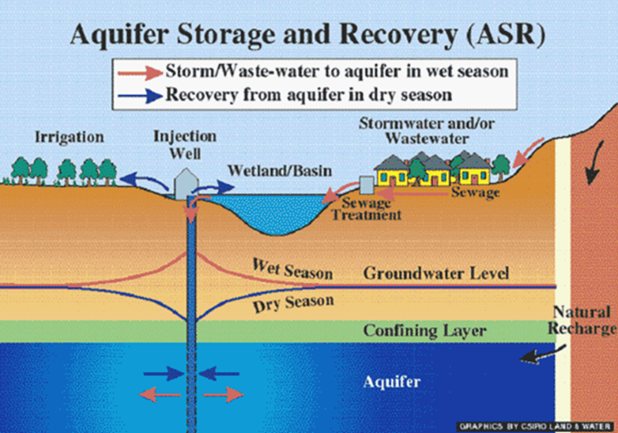 Aquifer Storage and Recovery (ASR)
Storm/Waste-water to aquifer in wet season
Recovery from aquifer in dry season
Irrigation
Injection
Well
Wetland/Basin
Stormwater and/or
Wastewater
Sewage
Treatment
Sewage
Wet Season
Groundwater Level
Dry Season
Confining Layer
Natural
Recharge
Aquifer
GRAPHICS BY CSIRO LAND & WATER